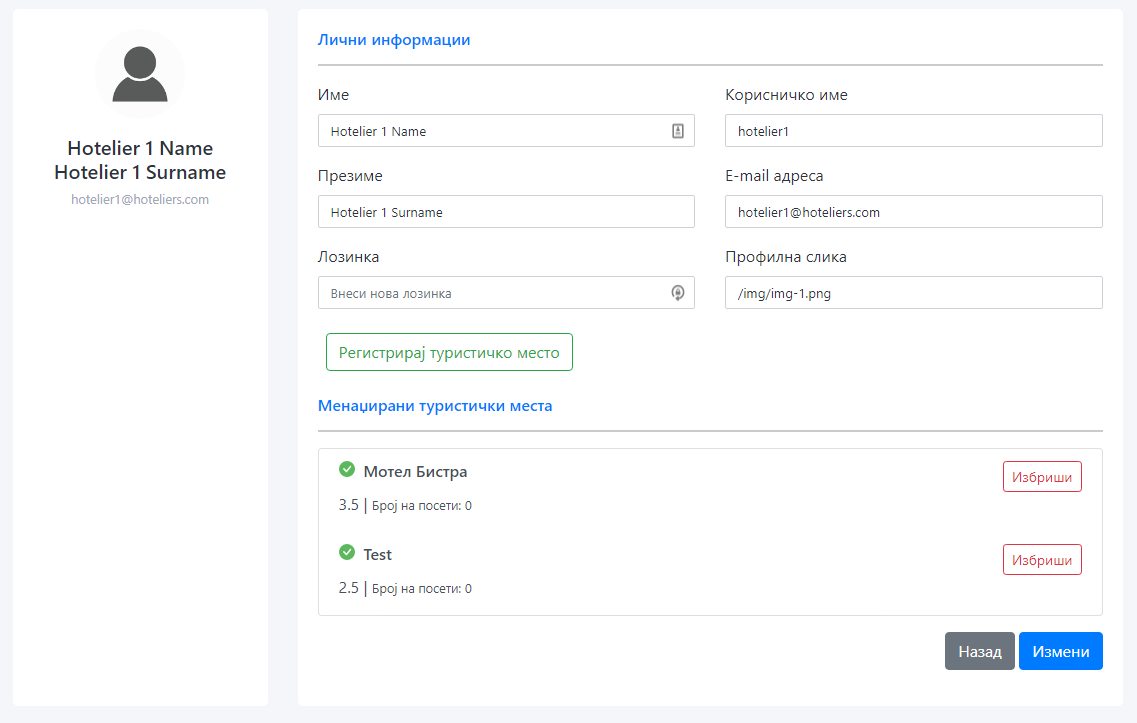 Hotelier 1 Name
Hotelier 1 Surname
hotelier1@hoteliers.com
Лични информации
Име
Корисничко име
Hotelier 1 Name
hotelier1
Презиме
E-mail адреса
Hotelier 1 Surname
hotelier1@hoteliers.com
Лозинка
Профилна слика
Внеси нова лозинка
/img/img-1.png
Регистрирај туристичко место
Менаџирани туристички места
Мотел Бистра
Избриши
3.5 | Број на посети: 0
Test
Избриши
2.5 | Број на посети: 0
Назад
Измени